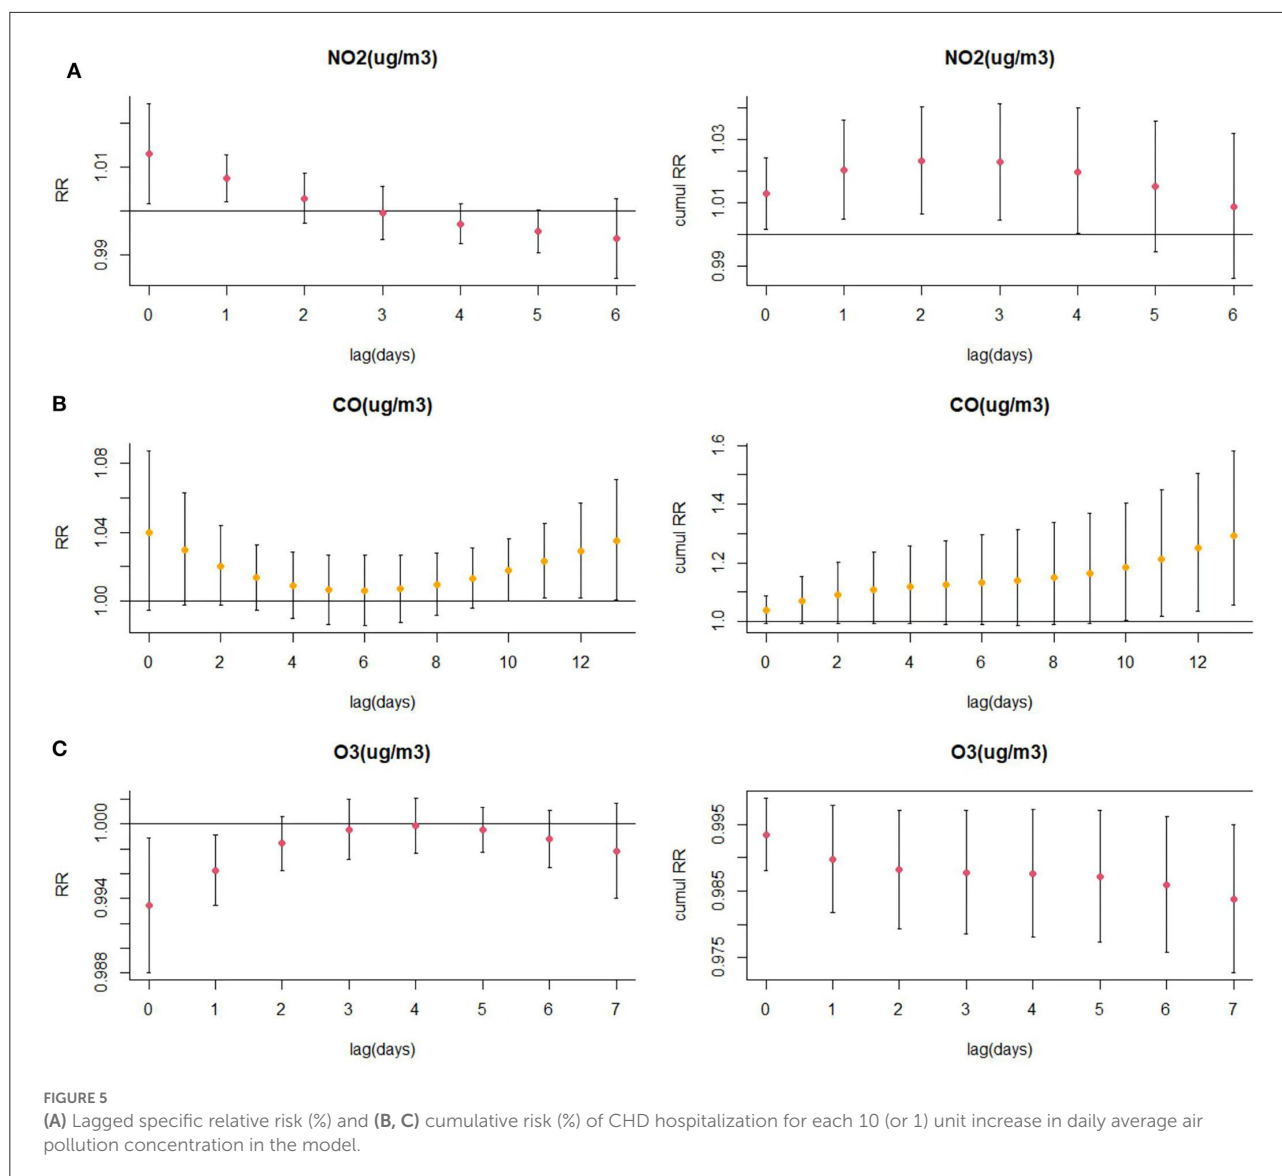 A
NO2(ug/m3)
RR
1.01
0.99
0 1 2 3 4 5 6
lag(days)
NO2(ug/m3)
cumul RR
1.03
1.01
0.99
0 1 2 3 4 5 6
lag(days)
B
CO(ug/m3)
RR
1.08
1.04
1.00
0 2 4 6 8 10 12
lag(days)
CO(ug/m3)
cumul RR
1.6
1.4
1.2
1.0
0 2 4 6 8 10 12
lag(days)
C
O3(ug/m3)
RR
1.000
0.994
0.988
0 1 2 3 4 5 6 7
lag(days)
O3(ug/m3)
cumul RR
0.995
0.985
0.975
0 1 2 3 4 5 6 7
lag(days)
FIGURE 5
(A) Lagged specific relative risk (%) and (B, C) cumulative risk (%) of CHD hospitalization for each 10 (or 1) unit increase in daily average air
pollution concentration in the model.